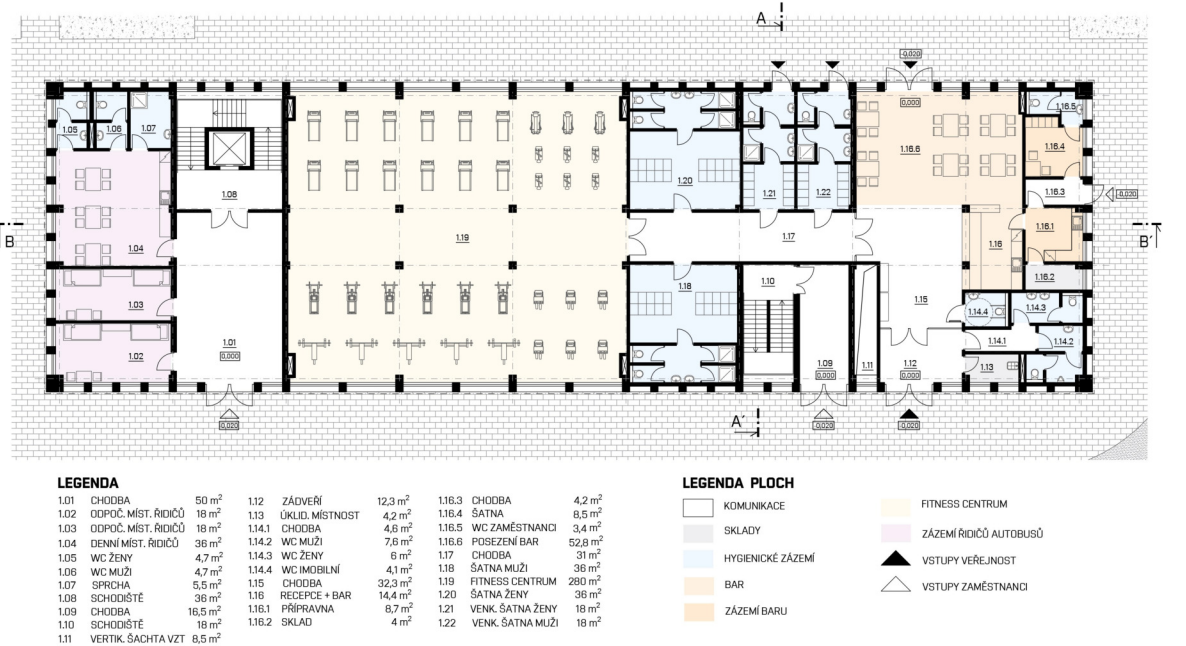 A
-0,020
0,000
1.05
1.06
1.07
1.16.5
1.16.4
1.16.6
1.20
1.21
1.22
1.08
1.16.3
-0,020
B
1.19
1.17
1.16.1
B'
1.04
1.16
1.10
1.16.2
1.18
1.03
1.15
1.14.4
1.14.3
1.01
0,000
1.14.1
1.14.2
1.02
1.09
0,000
1.11
1.12
0,000
1.13
A'
-0,020
-0,020
-0,020
LEGENDA
1.01 CHODBA 50 m²
1.02 ODPOČ. MÍST. ŘIDIČŮ 18 m²
1.03 ODPOČ. MÍST. ŘIDIČŮ 18 m²
1.04 DENNÍ MÍST. ŘIDIČŮ 36 m²
1.05 WC ŽENY 4,7 m²
1.06 WC MUŽI 4,7 m²
1.07 SPRCHA 5,5 m²
1.08 SCHODIŠTĚ 36 m²
1.09 CHODBA 16,5 m²
1.10 SCHODIŠTĚ 18 m²
1.11 VERTIK. ŠACHTA VZT 8,5 m²
1.12 ZÁDVEŘÍ 12,3 m²
1.13 ÚKLID. MÍSTNOST 4,2 m²
1.14.1 CHODBA 4,6 m²
1.14.2 WC MUŽI 7,6 m²
1.14.3 WC ŽENY 6 m²
1.14.4 WC IMOBILNÍ 4,1 m²
1.15 CHODBA 32,3 m²
1.16 RECEPCE + BAR 14,4 m²
1.16.1 PŘÍPRAVNA 8,7 m²
1.16.2 SKLAD 4 m²
1.16.3 CHODBA 4,2 m²
1.16.4 ŠATNA 8,5 m²
1.16.5 WC ZAMĚSTNANCI 3,4 m²
1.16.6 POSEZENÍ BAR 52,8 m²
1.17 CHODBA 31 m²
1.18 ŠATNA MUŽI 36 m²
1.19 FITNESS CENTRUM 280 m²
1.20 ŠATNA ŽENY 36 m²
1.21 VENK. ŠATNA ŽENY 18 m²
1.22 VENK. ŠATNA MUŽI 18 m²
LEGENDA PLOCH
KOMUNIKACE
SKLADY
HYGIENICKÉ ZÁZEMÍ
BAR
ZÁZEMÍ BARU
FITNESS CENTRUM
ZÁZEMÍ ŘIDIČŮ AUTOBUSŮ
VSTUPY VEŘEJNOST
VSTUPY ZAMĚSTNANCI